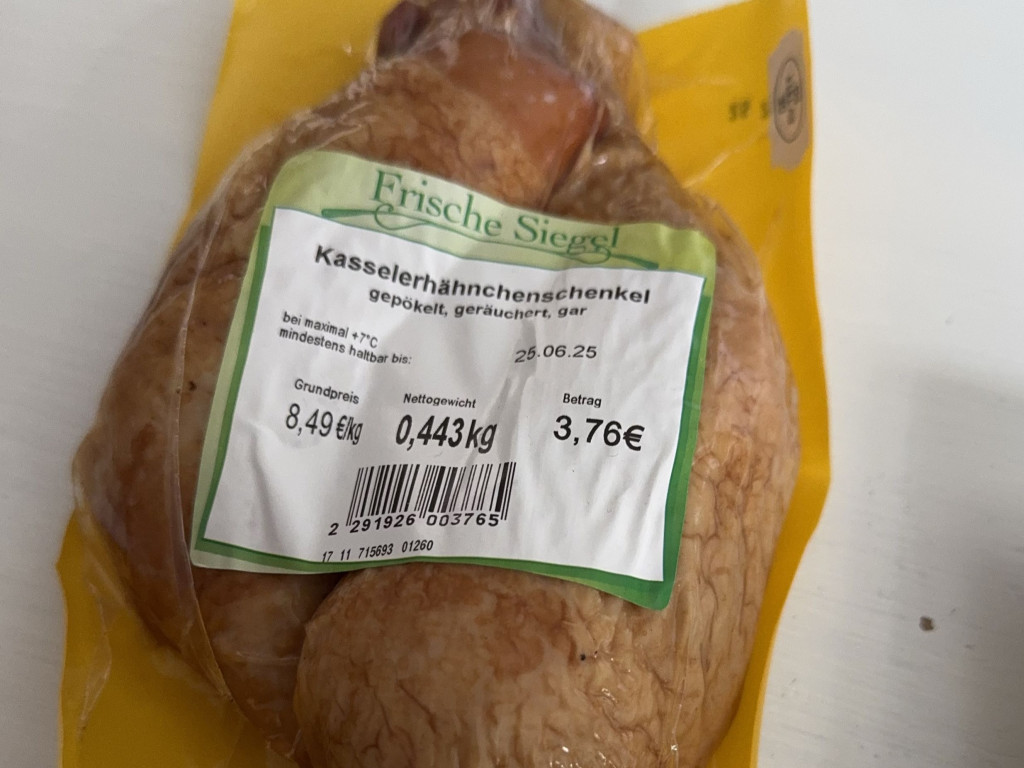 Frische Siegel
Kasselerhähnchenschenkel
gepökelt, geräuchert, gar
bei maximal +7°C
mindestens haltbar bis:
25.06.25
Grundpreis Nettogewicht Betrag
8,49 €/kg 0,443 kg 3,76€
2 291926 003765
17 11 715693 01260